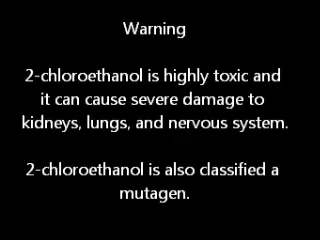 Warning
2-chloroethanol is highly toxic and
it can cause severe damage to
kidneys, lungs, and nervous system.
2-chloroethanol is also classified a
mutagen.